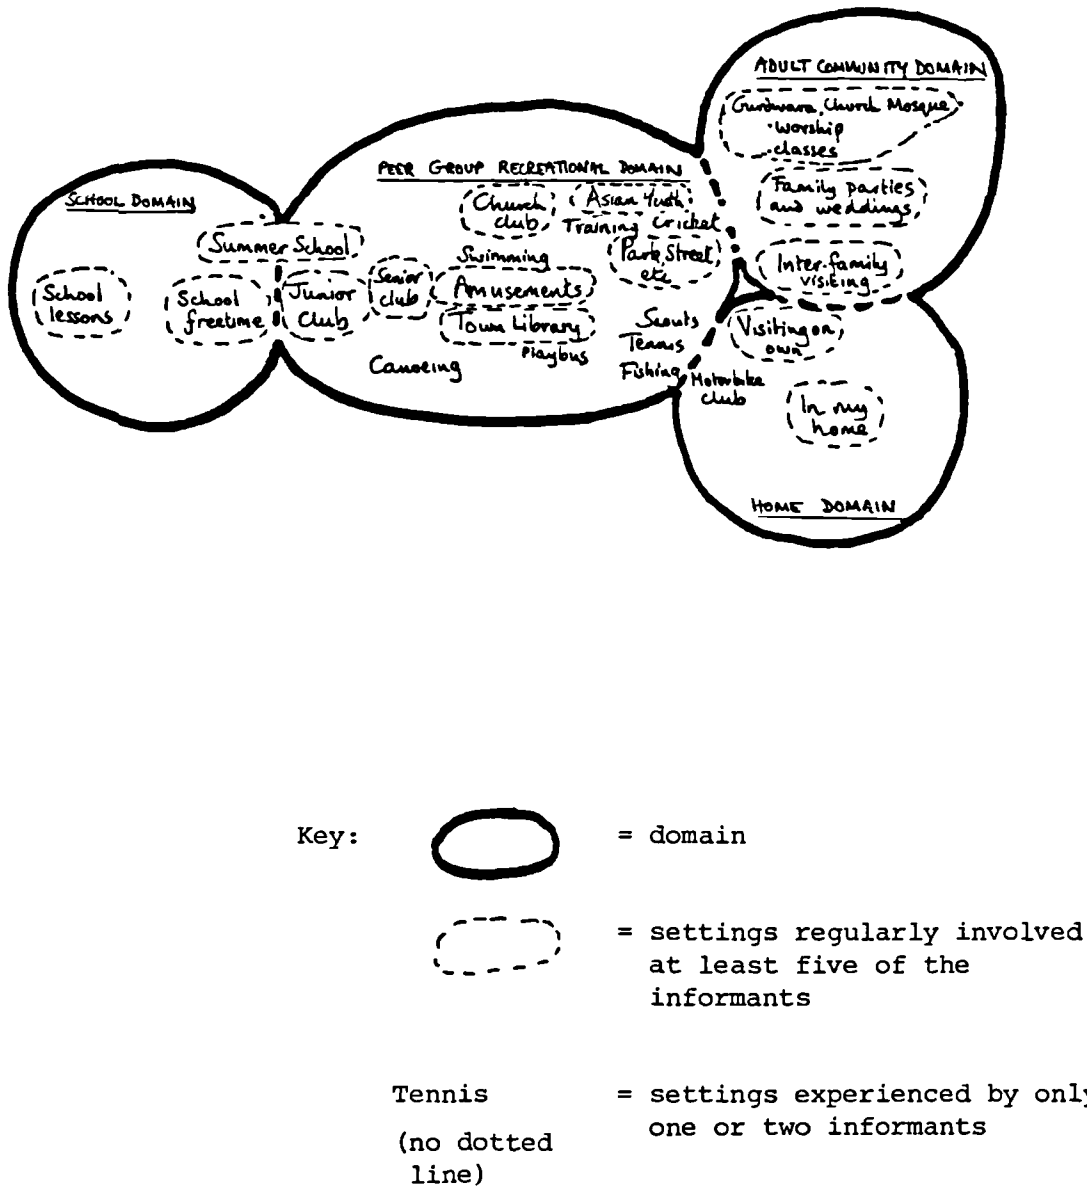 ADULT COMMUNITY DOMAIN
Gurdwara, Church Mosque
·worship
·classes
Family parties
and weddings
Inter-family
visiting
PEER GROUP RECREATIONAL DOMAIN
Church
club
Asian Yuth
Training Cricket
Park, Street
etc
Swimming
Amusements
Town Library
Playbus
Canoeing
Senior
club
Junior
Club
Scouts
Tennis
Fishing
SCHOOL DOMAIN
Summer School
School
lessons
School
freetime
Visiting on
own
Motorbike
club
In my
home
HOME DOMAIN
Key:
= domain
= settings regularly involved
at least five of the
informants
Tennis
(no dotted
line)
= settings experienced by only
one or two informants